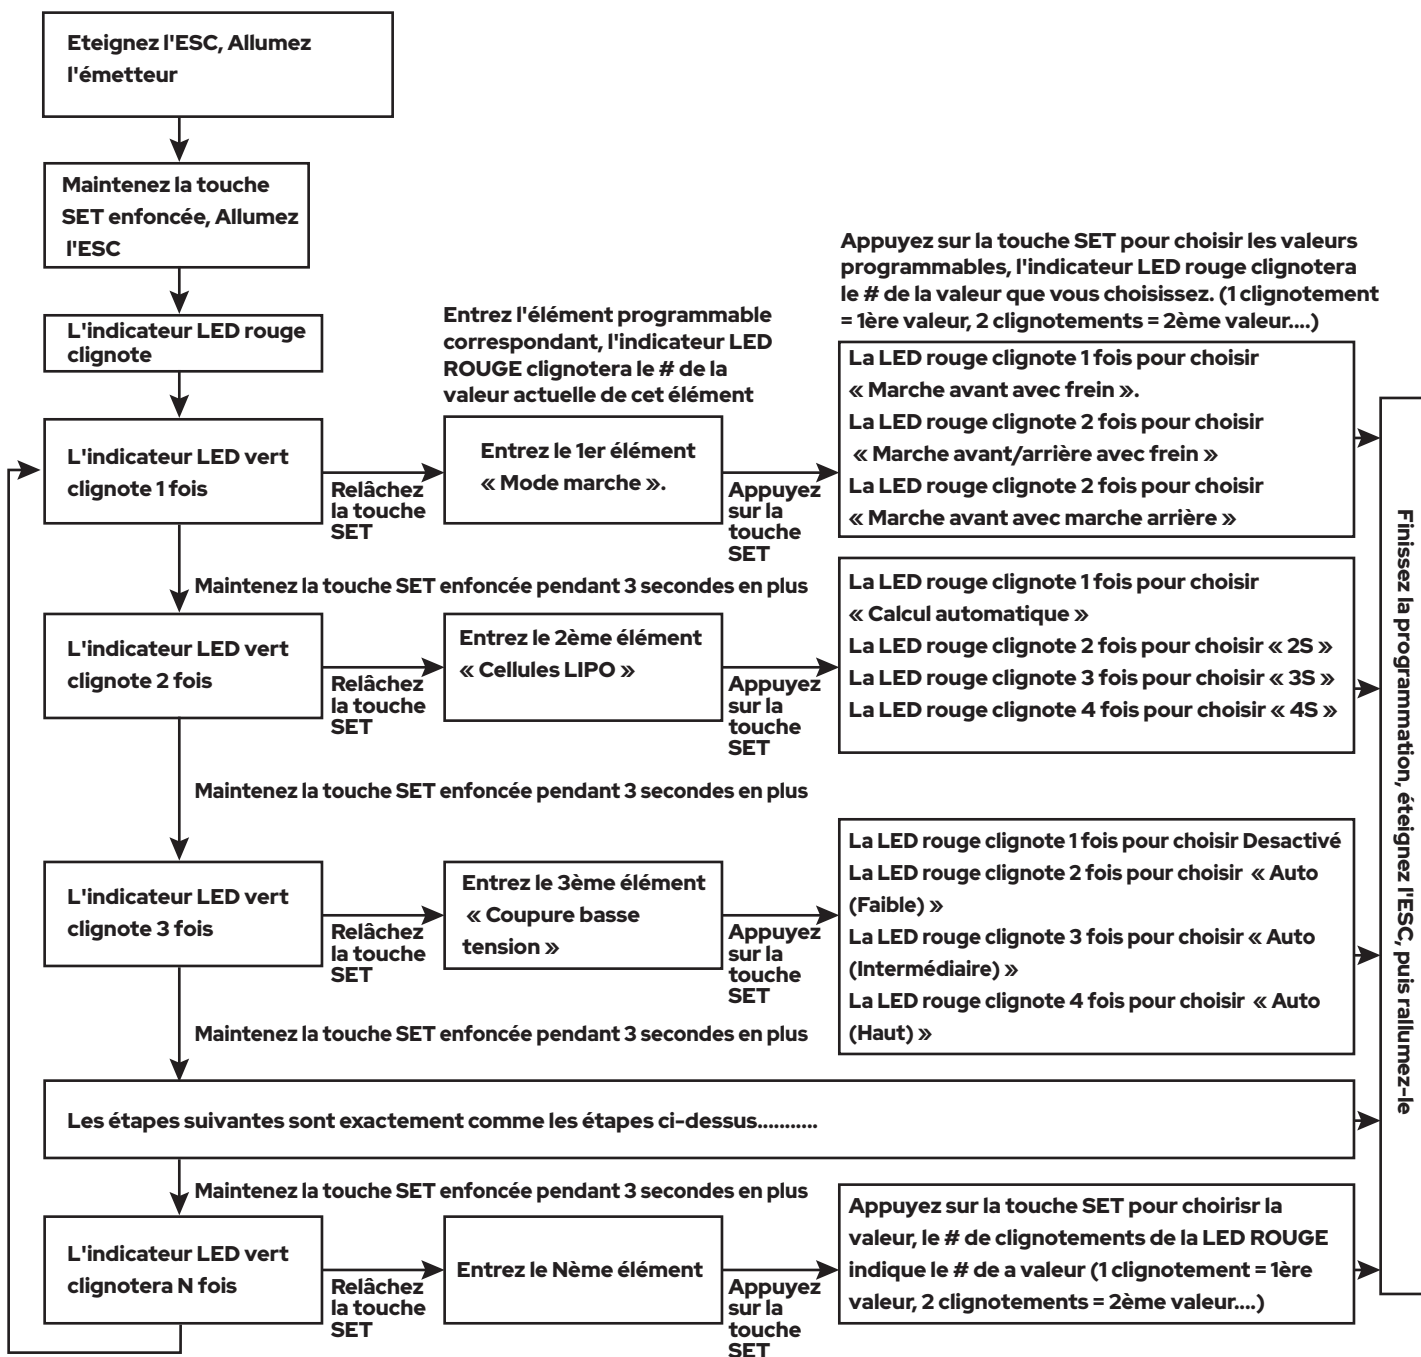 Eteignez l'ESC, Allumez
l'émetteur
Maintenez la touche
SET enfoncée, Allumez
l'ESC
L'indicateur LED rouge
clignote
Entrez l'élément programmable
correspondant, l'indicateur LED
ROUGE clignotera le # de la
valeur actuelle de cet élément
Appuyez sur la touche SET pour choisir les valeurs
programmables, l'indicateur LED rouge clignotera
le # de la valeur que vous choisissez. (1 clignotement
= 1ère valeur, 2 clignotements = 2ème valeur....)
L'indicateur LED vert
clignote 1 fois
Relâchez
la touche
SET
Entrez le 1er élément
« Mode marche ».
Appuyez
sur la
touche
SET
La LED rouge clignote 1 fois pour choisir
« Marche avant avec frein ».
La LED rouge clignote 2 fois pour choisir
« Marche avant/arrière avec frein »
La LED rouge clignote 2 fois pour choisir
« Marche avant avec marche arrière »
Maintenez la touche SET enfoncée pendant 3 secondes en plus
L'indicateur LED vert
clignote 2 fois
Relâchez
la touche
SET
Entrez le 2ème élément
« Cellules LIPO »
Appuyez
sur la
touche
SET
La LED rouge clignote 1 fois pour choisir
« Calcul automatique »
La LED rouge clignote 2 fois pour choisir « 2S »
La LED rouge clignote 3 fois pour choisir « 3S »
La LED rouge clignote 4 fois pour choisir « 4S »
Maintenez la touche SET enfoncée pendant 3 secondes en plus
L'indicateur LED vert
clignote 3 fois
Relâchez
la touche
SET
Entrez le 3ème élément
« Coupure basse
tension »
Appuyez
sur la
touche
SET
La LED rouge clignote 1 fois pour choisir Desactivé
La LED rouge clignote 2 fois pour choisir « Auto
(Faible) »
La LED rouge clignote 3 fois pour choisir « Auto
(Intermédiaire) »
La LED rouge clignote 4 fois pour choisir « Auto
(Haut) »
Maintenez la touche SET enfoncée pendant 3 secondes en plus
Les étapes suivantes sont exactement comme les étapes ci-dessus...........
Maintenez la touche SET enfoncée pendant 3 secondes en plus
L'indicateur LED vert
clignotera N fois
Relâchez
la touche
SET
Entrez le Nème élément
Appuyez
sur la
touche
SET
Appuyez sur la touche SET pour choirisr la
valeur, le # de clignotements de la LED ROUGE
indique le # de a valeur (1 clignotement = 1ère
valeur, 2 clignotements = 2ème valeur....)
Finissez la programmation, éteignez l'ESC, puis rallumez-le